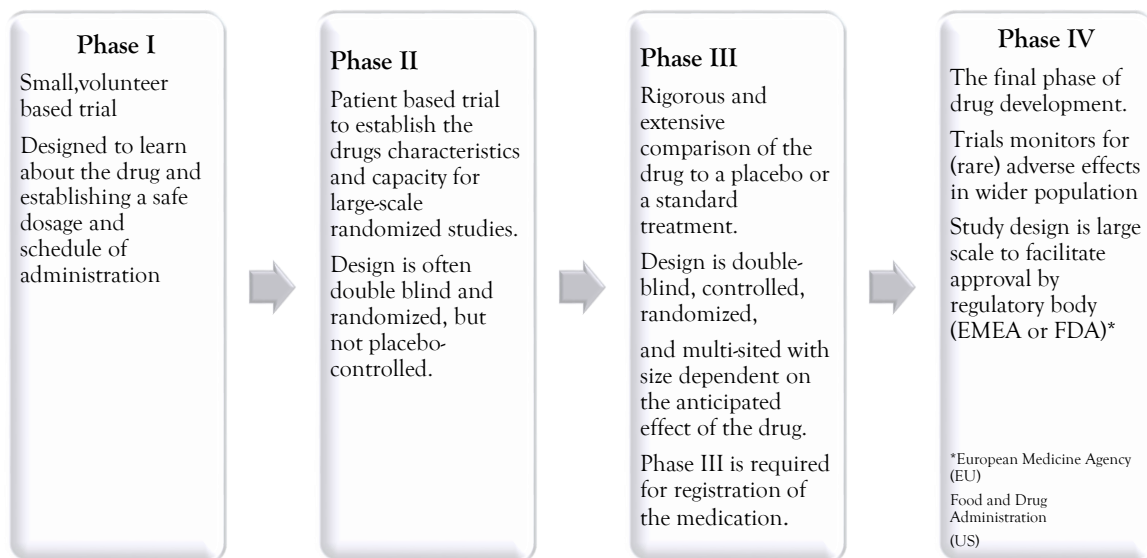 Phase I
Small,volunteer
based trial
Designed to learn
about the drug and
establishing a safe
dosage and
schedule of
administration
Phase II
Patient based trial
to establish the
drugs characteristics
and capacity for
large-scale
randomized studies.
Design is often
double blind and
randomized, but
not placebo-
controlled.
Phase III
Rigorous and
extensive
comparison of the
drug to a placebo or
a standard
treatment.
Design is double-
blind, controlled,
randomized,
and multi-sited with
size dependent on
the anticipated
effect of the drug.
Phase III is required
for registration of
the medication.
Phase IV
The final phase of
drug development.
Trials monitors for
(rare) adverse effects
in wider population
Study design is large
scale to facilitate
approval by
regulatory body
(EMEA or FDA)*
*European Medicine Agency
(EU)
Food and Drug
Administration
(US)